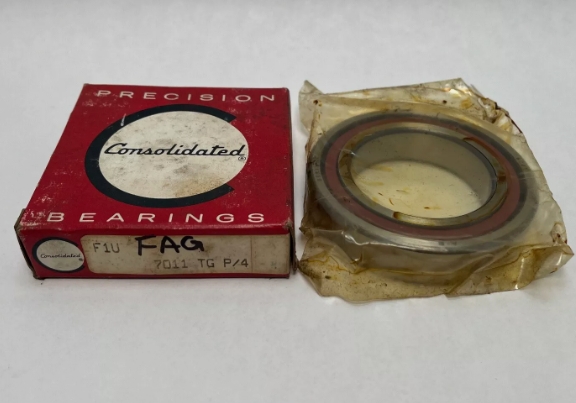 PRECISION
Consolidated®
BEARINGS
Consolidated®
F1U FAG
7011 TG P/4